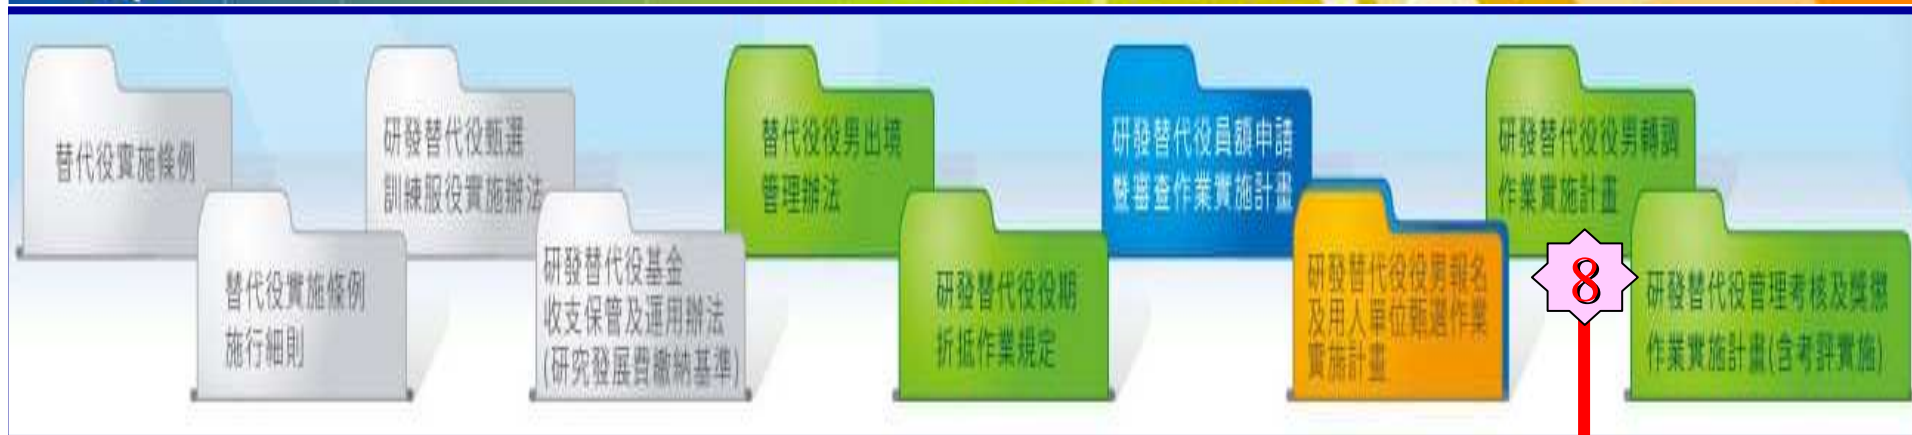 替代役實施條例
替代役實施條例
施行細則
研發替代役甄選
訓練服役實施辦法
研發替代役基金
收支保管及運用辦法
(研究發展費繳納基準)
替代役役男出境
管理辦法
研發替代役役期
折抵作業規定
研發替代役員額申請
暨審查作業實施計畫
研發替代役役男報名
及用人單位甄選作業
實施計畫
研發替代役役男轉調
作業實施計畫
8
研發替代役管理考核及獎懲
作業實施計畫(含考評實施)